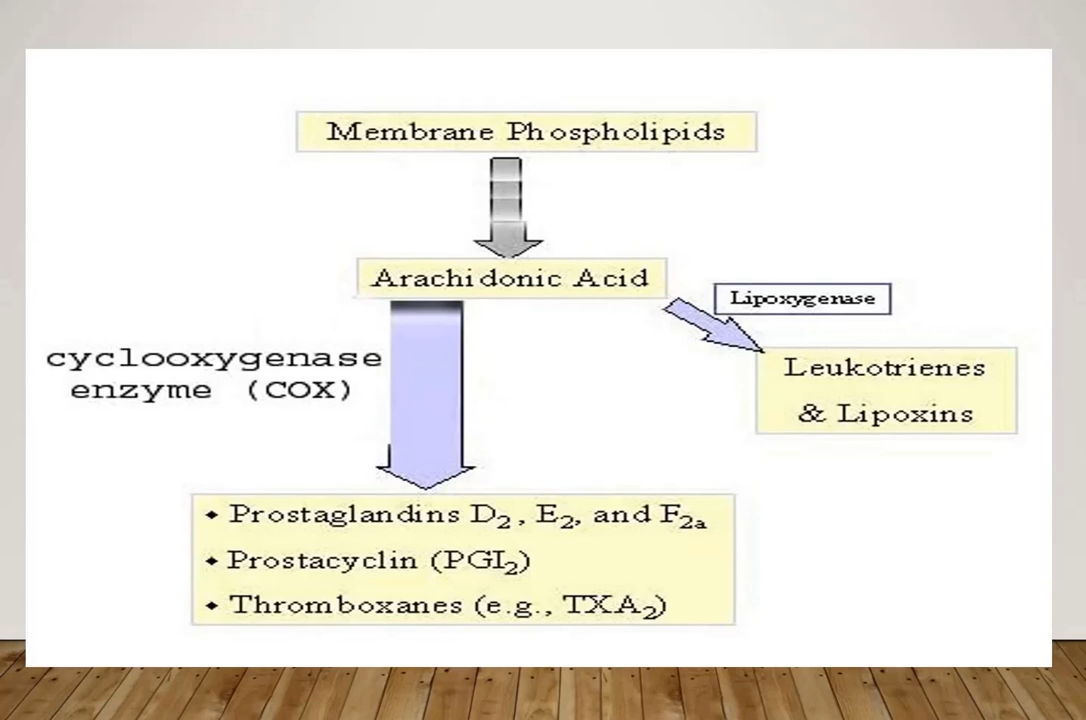 Membrane Phospholipids
Arachidonic Acid
Lipoxygenase
cyclooxygenase
enzyme (COX)
Leukotrienes
& Lipoxins
• Prostaglandins D₂, E₂, and F₂ₐ
• Prostacyclin (PGI₂)
• Thromboxanes (e.g., TXA₂)